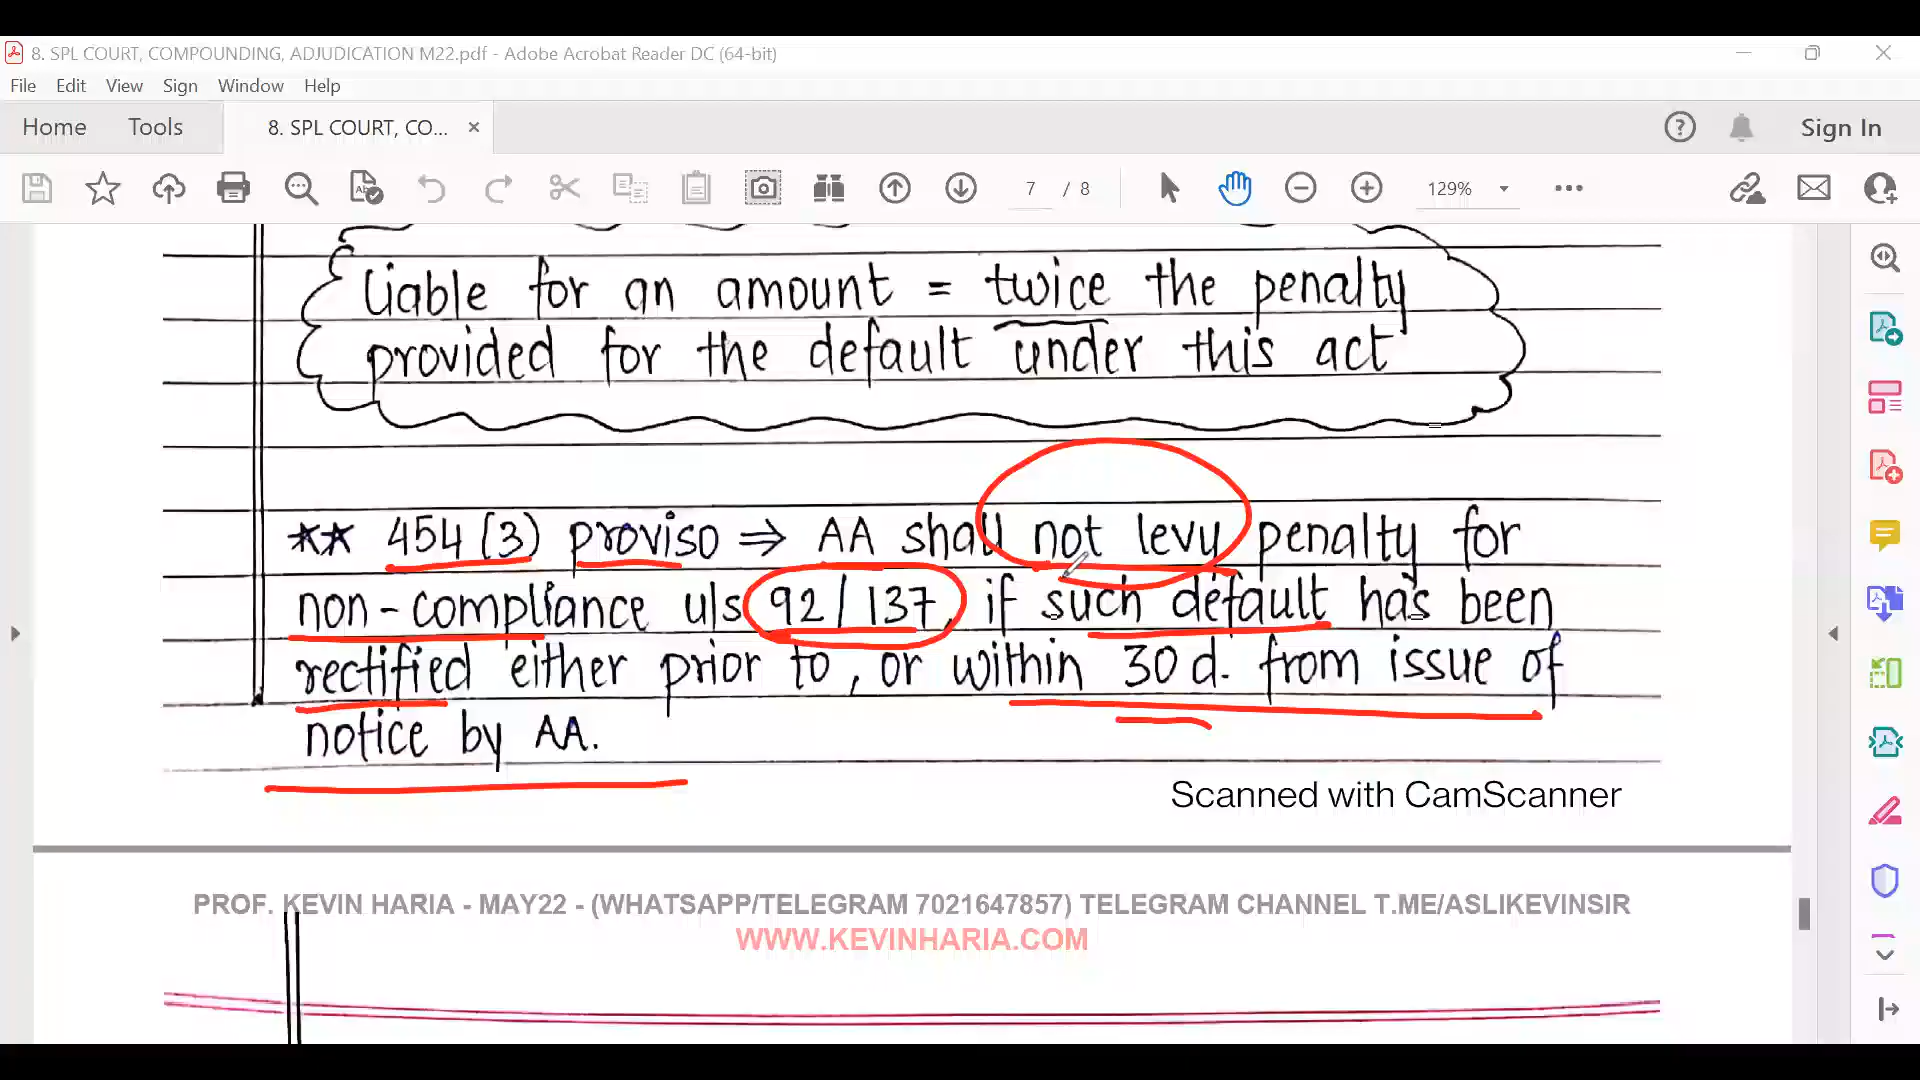 8. SPL COURT, COMPOUNDING, ADJUDICATION M22.pdf - Adobe Acrobat Reader DC (64-bit)
File Edit View Sign Window Help
Home Tools 8. SPL COURT, CO... Sign In
7 / 8 129%
liable for an amount = twice the penalty
provided for the default under this act
** 454 (3) proviso ⇒ AA shall not levy penalty for
non-compliance u/s 92/137, if such default has been
rectified either prior to, or within 30 d. from issue of
notice by AA.
Scanned with CamScanner
PROF. KEVIN HARIA - MAY22 - (WHATSAPP/TELEGRAM 7021647857) TELEGRAM CHANNEL T.ME/ASLIKEVINSIR
WWW.KEVINHARIA.COM